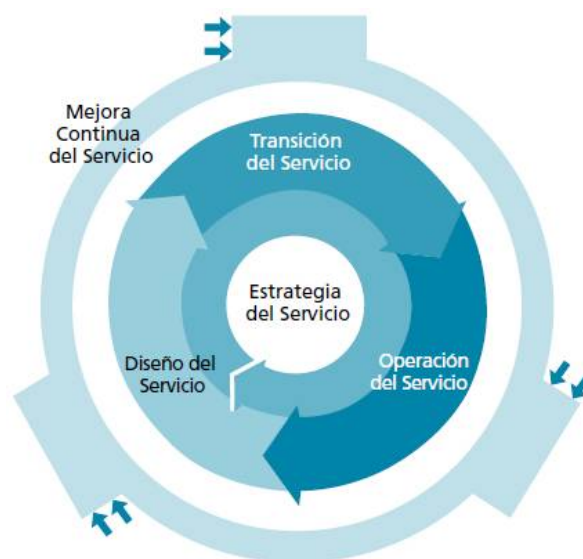 Mejora
Continua
del Servicio
Transición
del Servicio
Estrategia
del Servicio
Diseño del
Servicio
Operación
del Servicio